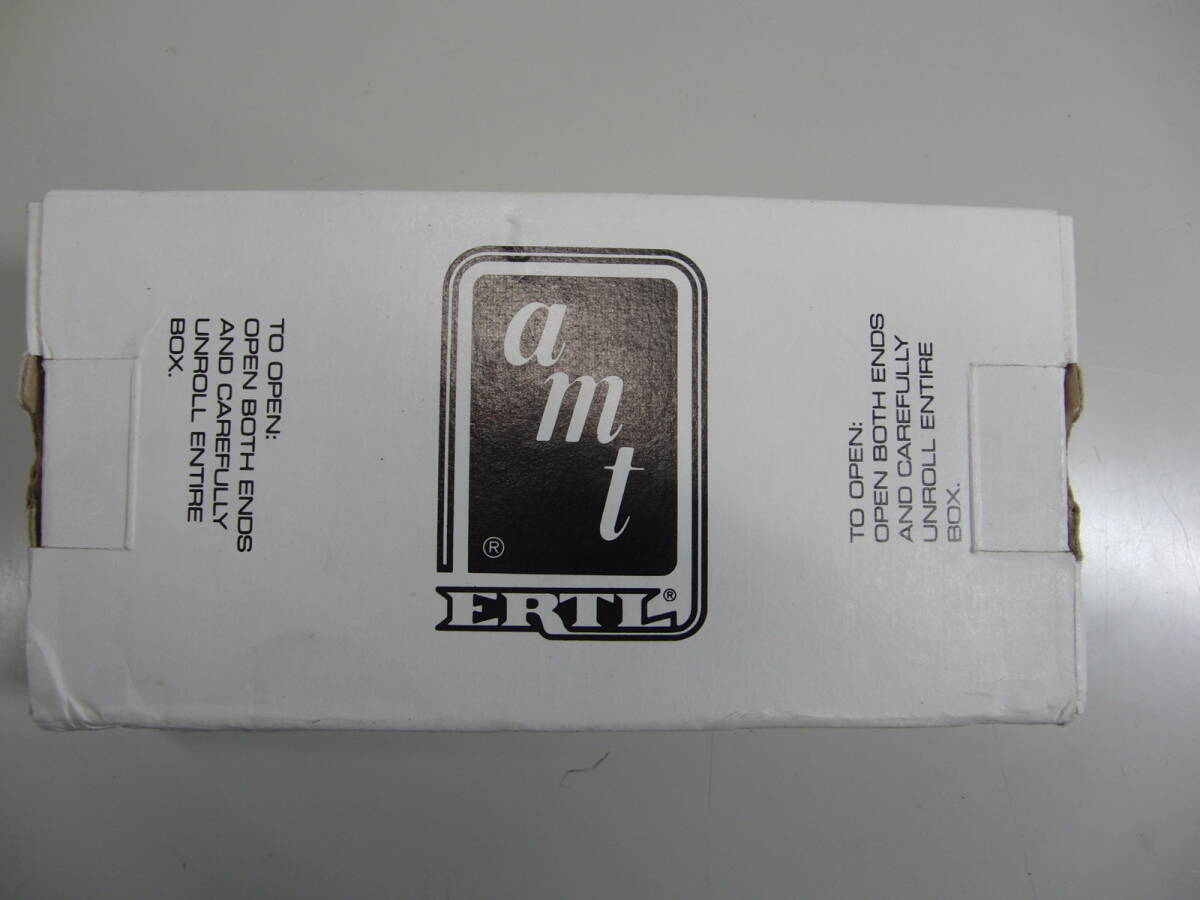 TO OPEN:
OPEN BOTH ENDS
AND CAREFULLY
UNROLL ENTIRE
BOX.
amt
®
ERTL®
TO OPEN:
OPEN BOTH ENDS
AND CAREFULLY
UNROLL ENTIRE
BOX.